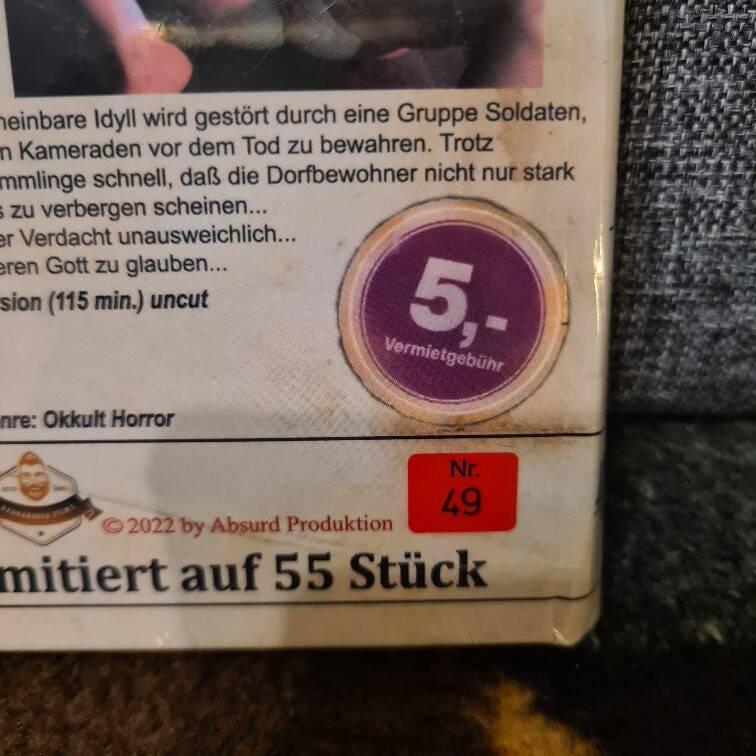 heinbare Idyll wird gestört durch eine Gruppe Soldaten,
n Kameraden vor dem Tod zu bewahren. Trotz
mmlinge schnell, daß die Dorfbewohner nicht nur stark
s zu verbergen scheinen...
er Verdacht unausweichlich...
eren Gott zu glauben...
sion (115 min.) uncut
5,-
Vermietgebühr
nre: Okkult Horror
Nr.
49
© 2022 by Absurd Produktion
mitiert auf 55 Stück